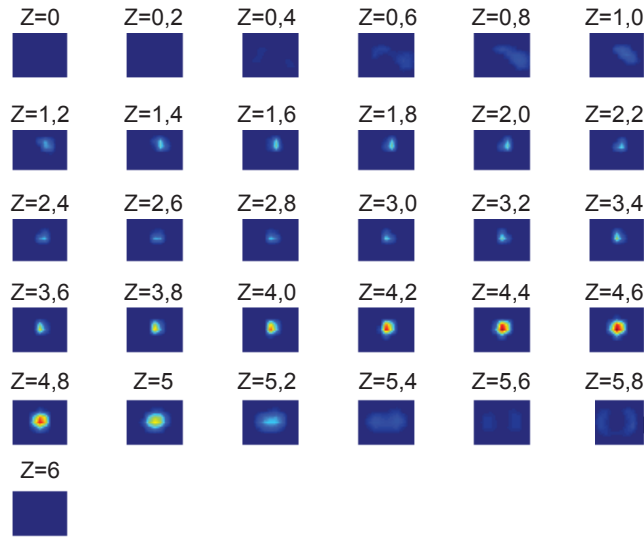 Z=0 Z=0,2 Z=0,4 Z=0,6 Z=0,8 Z=1,0
Z=1,2 Z=1,4 Z=1,6 Z=1,8 Z=2,0 Z=2,2
Z=2,4 Z=2,6 Z=2,8 Z=3,0 Z=3,2 Z=3,4
Z=3,6 Z=3,8 Z=4,0 Z=4,2 Z=4,4 Z=4,6
Z=4,8 Z=5 Z=5,2 Z=5,4 Z=5,6 Z=5,8
Z=6